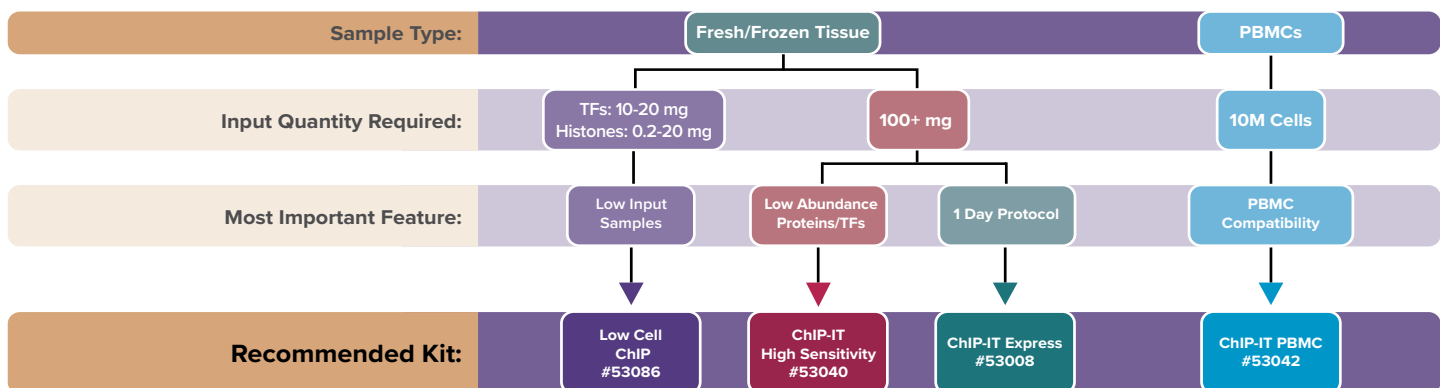 Sample Type:
Fresh/Frozen Tissue
PBMCs
Input Quantity Required:
TFs: 10-20 mg
Histones: 0.2-20 mg
100+ mg
10M Cells
Most Important Feature:
Low Input
Samples
Low Abundance
Proteins/TFs
1 Day Protocol
PBMC
Compatibility
Recommended Kit:
Low Cell
ChIP
#53086
ChIP-IT
High Sensitivity
#53040
ChIP-IT Express
#53008
ChIP-IT PBMC
#53042